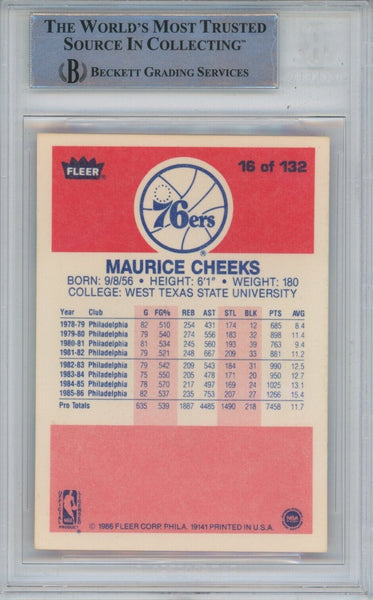 THE WORLD'S MOST TRUSTED
SOURCE IN COLLECTING™
B BECKETT GRADING SERVICES
FLEER
76ers
16 of 132
MAURICE CHEEKS
BORN: 9/8/56 • HEIGHT: 6'1" • WEIGHT: 180
COLLEGE: WEST TEXAS STATE UNIVERSITY
Year Club G FG% REB AST STL BLK PTS AVG
1978-79 Philadelphia 82 .510 254 431 174 12 685 8.4
1979-80 Philadelphia 79 .540 274 556 183 32 898 11.4
1980-81 Philadelphia 81 .534 245 560 193 39 763 9.4
1981-82 Philadelphia 79 .521 248 667 209 33 881 11.2
1982-83 Philadelphia 79 .542 209 543 184 31 990 12.5
1983-84 Philadelphia 75 .550 205 478 171 20 950 12.7
1984-85 Philadelphia 78 .570 217 497 169 24 1025 13.1
1985-86 Philadelphia 82 .537 235 753 207 27 1266 15.4
Pro Totals 635 .539 1887 4485 1490 218 7458 11.7
OFFICIAL LICENSED
NBA
PRODUCT
© 1986 FLEER CORP. PHILA. 19141 PRINTED IN U.S.A.